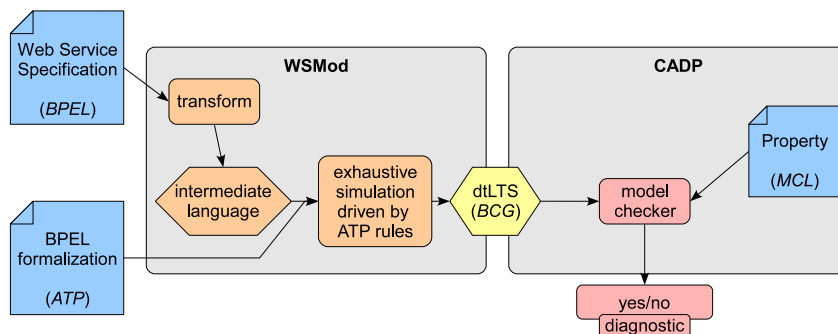 Web Service
Specification
(BPEL)
WSMod
transform
intermediate
language
exhaustive
simulation
driven by
ATP rules
BPEL
formalization
(ATP)
dtLTS
(BCG)
CADP
model
checker
Property
(MCL)
yes/no
diagnostic